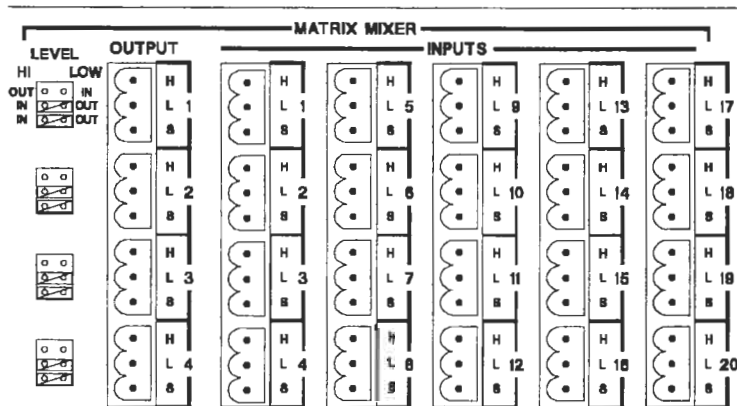 MATRIX MIXER
LEVEL OUTPUT INPUTS
HI LOW
OUT IN H H H H H H
IN OUT L 1 L 1 L 5 L 9 L 13 L 17
IN OUT S S S S S S
H H H H H H
L 2 L 2 L 6 L 10 L 14 L 18
S S S S S S
H H H H H H
L 3 L 3 L 7 L 11 L 15 L 19
S S S S S S
H H H H H H
L 4 L 4 L 8 L 12 L 16 L 20
S S S S S S